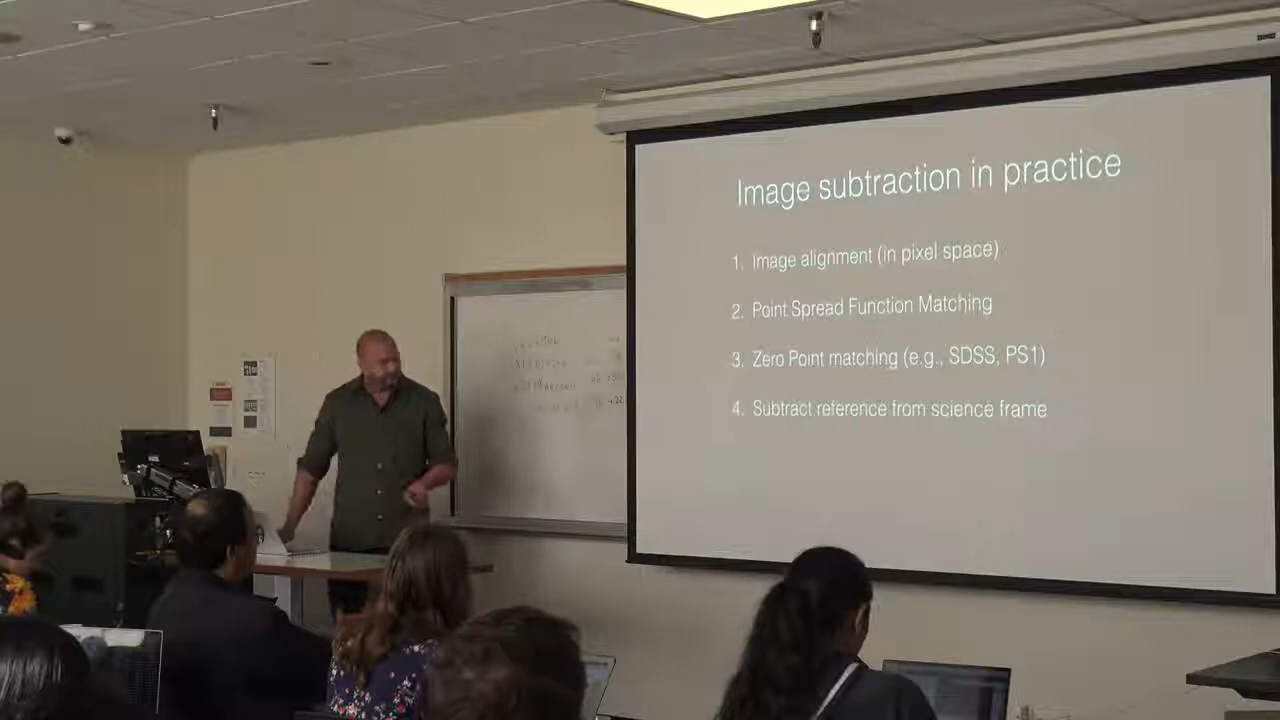 Image subtraction in practice
1. Image alignment (in pixel space)
2. Point Spread Function Matching
3. Zero Point matching (e.g., SDSS, PS1)
4. Subtract reference from science frame